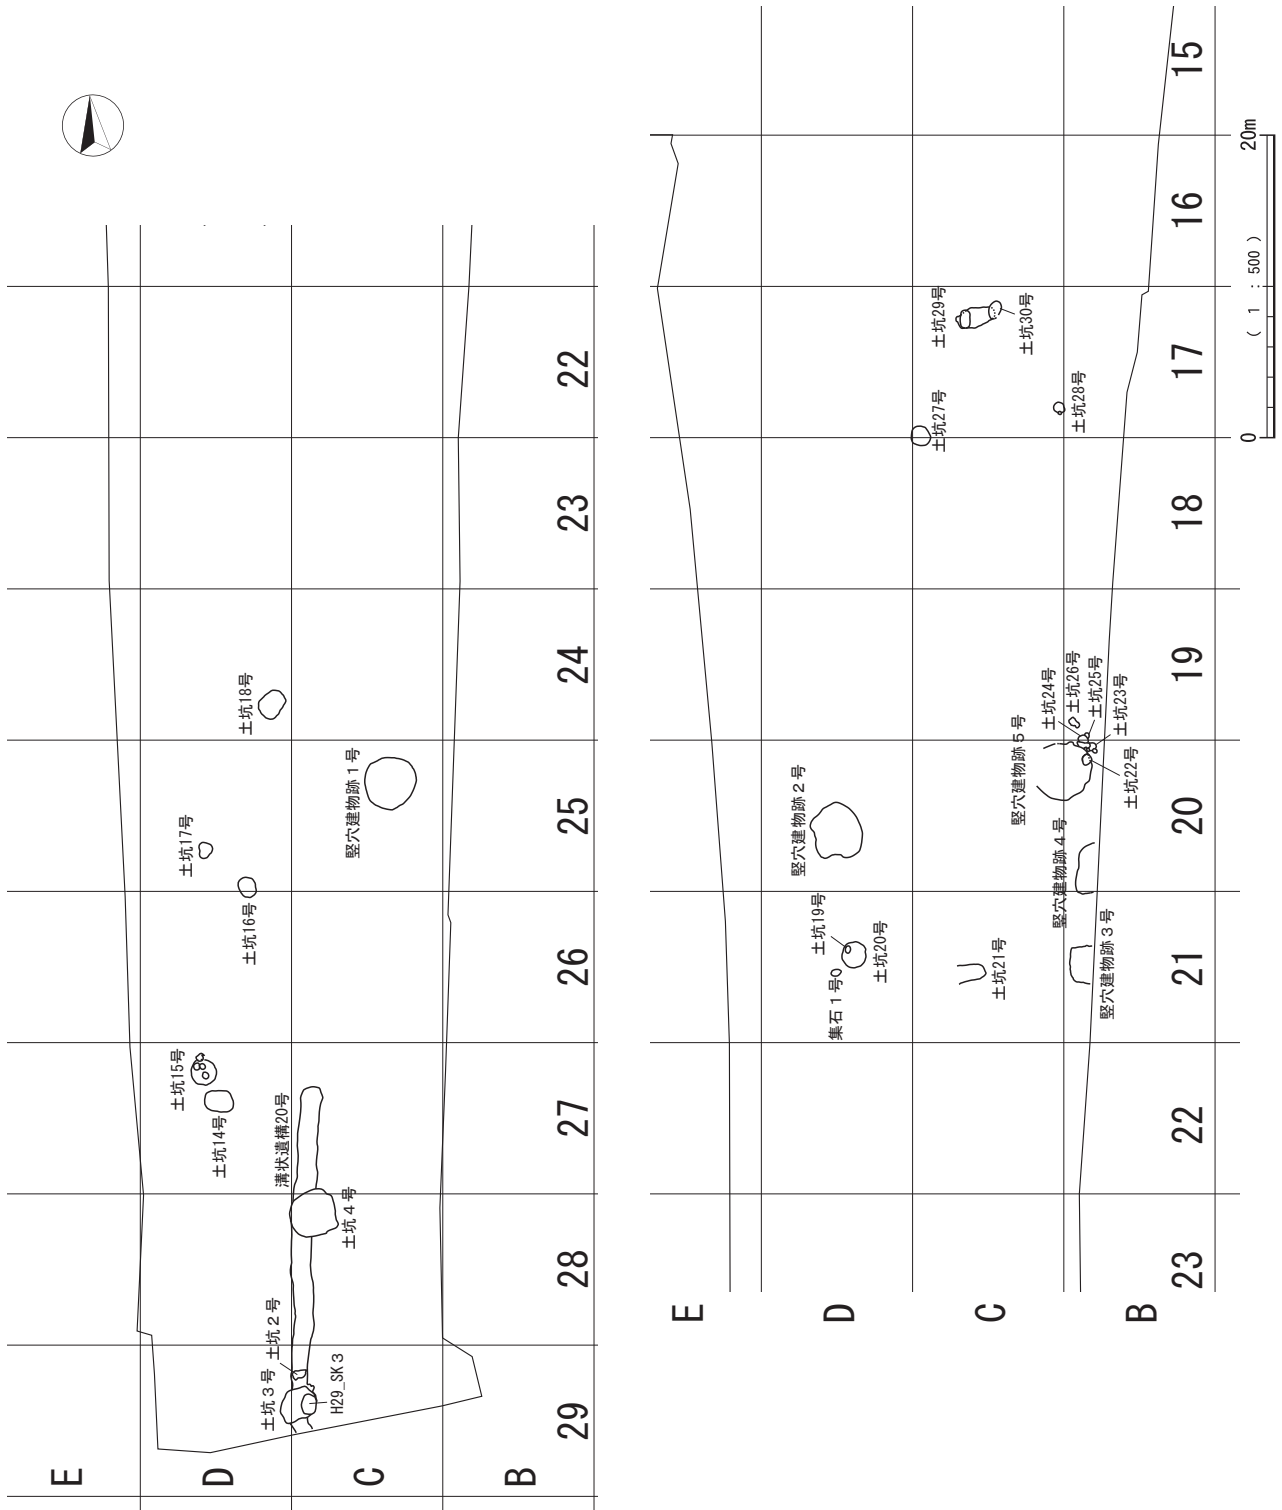 土坑18号
竪穴建物跡１号
土坑17号
土坑16号
土坑15号
土坑14号
溝状遺構20号
土坑４号
土坑２号
土坑３号
H29_SK３
22
23
24
25
26
27
28
29
E
D
C
B
土坑29号
土坑30号
土坑27号
土坑28号
土坑26号
土坑24号
土坑25号
土坑23号
土坑22号
竪穴建物跡５号
竪穴建物跡２号
竪穴建物跡４号
竪穴建物跡３号
土坑19号
土坑20号
集石１号
土坑21号
15
16
17
18
19
20
21
22
23
E
D
C
B
0
20m
（ 1 : 500 ）